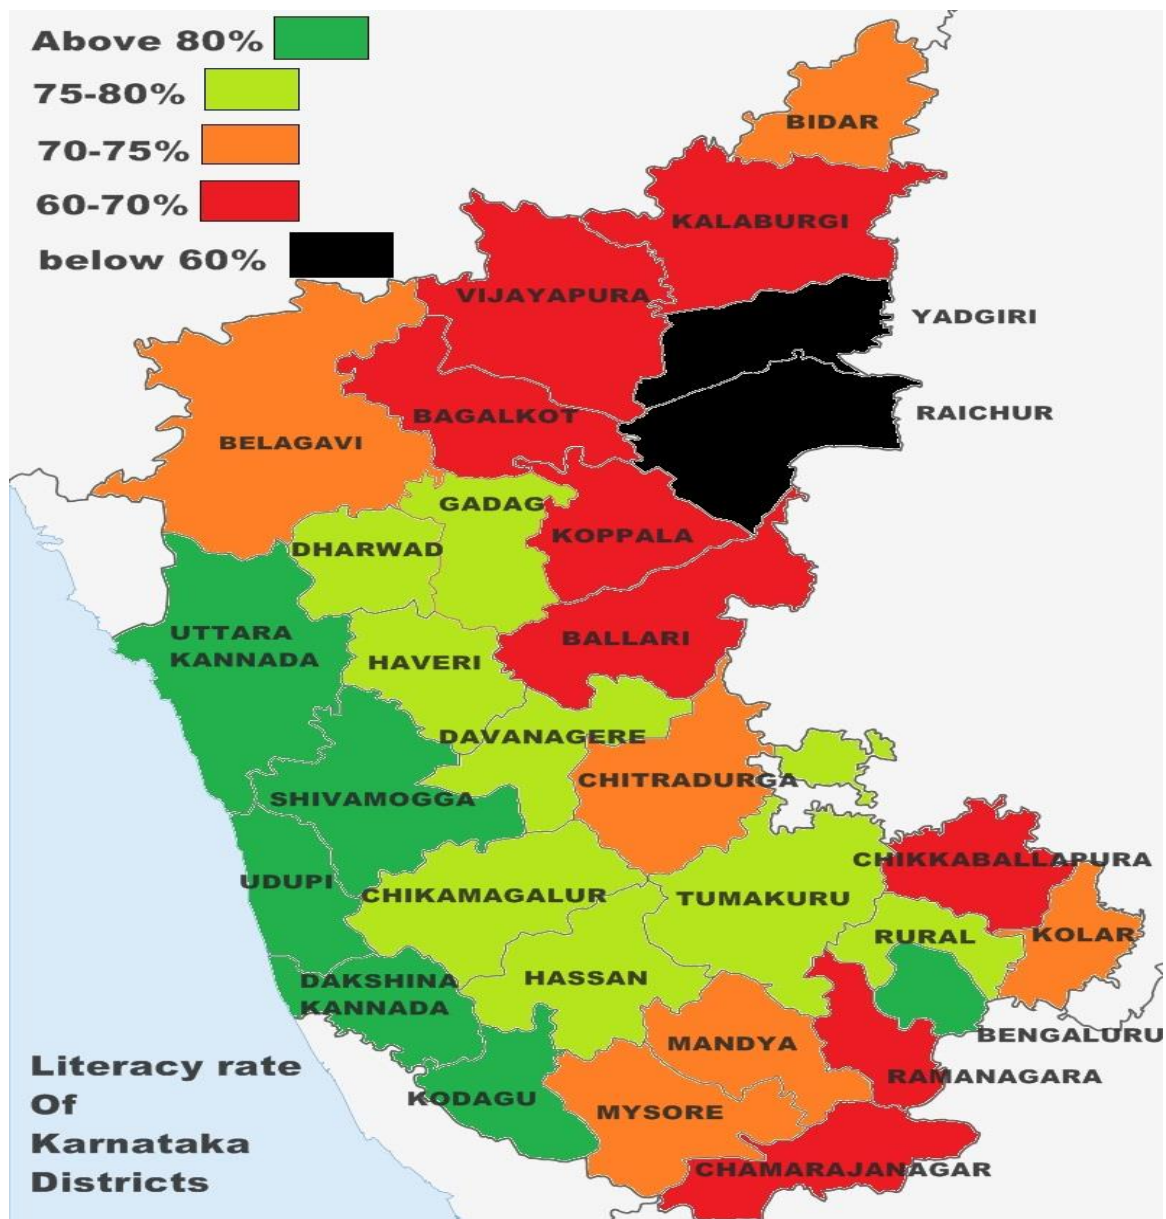 Above 80%
75-80%
70-75%
60-70%
below 60%
BIDAR
KALABURGI
VIJAYAPURA
YADGIRI
RAICHUR
BAGALKOT
BELAGAVI
GADAG
KOPPALA
DHARWAD
UTTARA
KANNADA
BALLARI
HAVERI
DAVANAGERE
CHITRADURGA
SHIVAMOGGA
CHIKKABALLAPURA
UDUPI
CHIKAMAGALUR
TUMAKURU
RURAL
KOLAR
DAKSHINA
KANNADA
HASSAN
BENGALURU
MANDYA
RAMANAGARA
KODAGU
MYSORE
CHAMARAJANAGAR
Literacy rate
Of
Karnataka
Districts